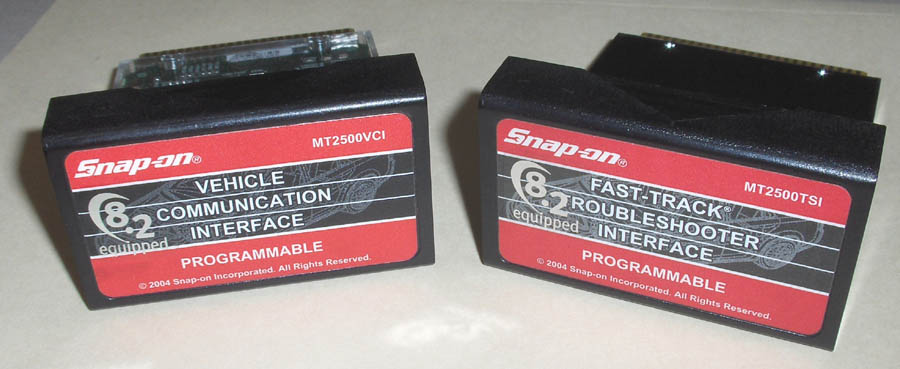 Snap-on®
MT2500VCI
8.2
equipped
VEHICLE
COMMUNICATION
INTERFACE
PROGRAMMABLE
© 2004 Snap-on Incorporated. All Rights Reserved.
Snap-on®
MT2500TSI
8.2
equipped
FAST-TRACK®
TROUBLESHOOTER
INTERFACE
PROGRAMMABLE
© 2004 Snap-on Incorporated. All Rights Reserved.